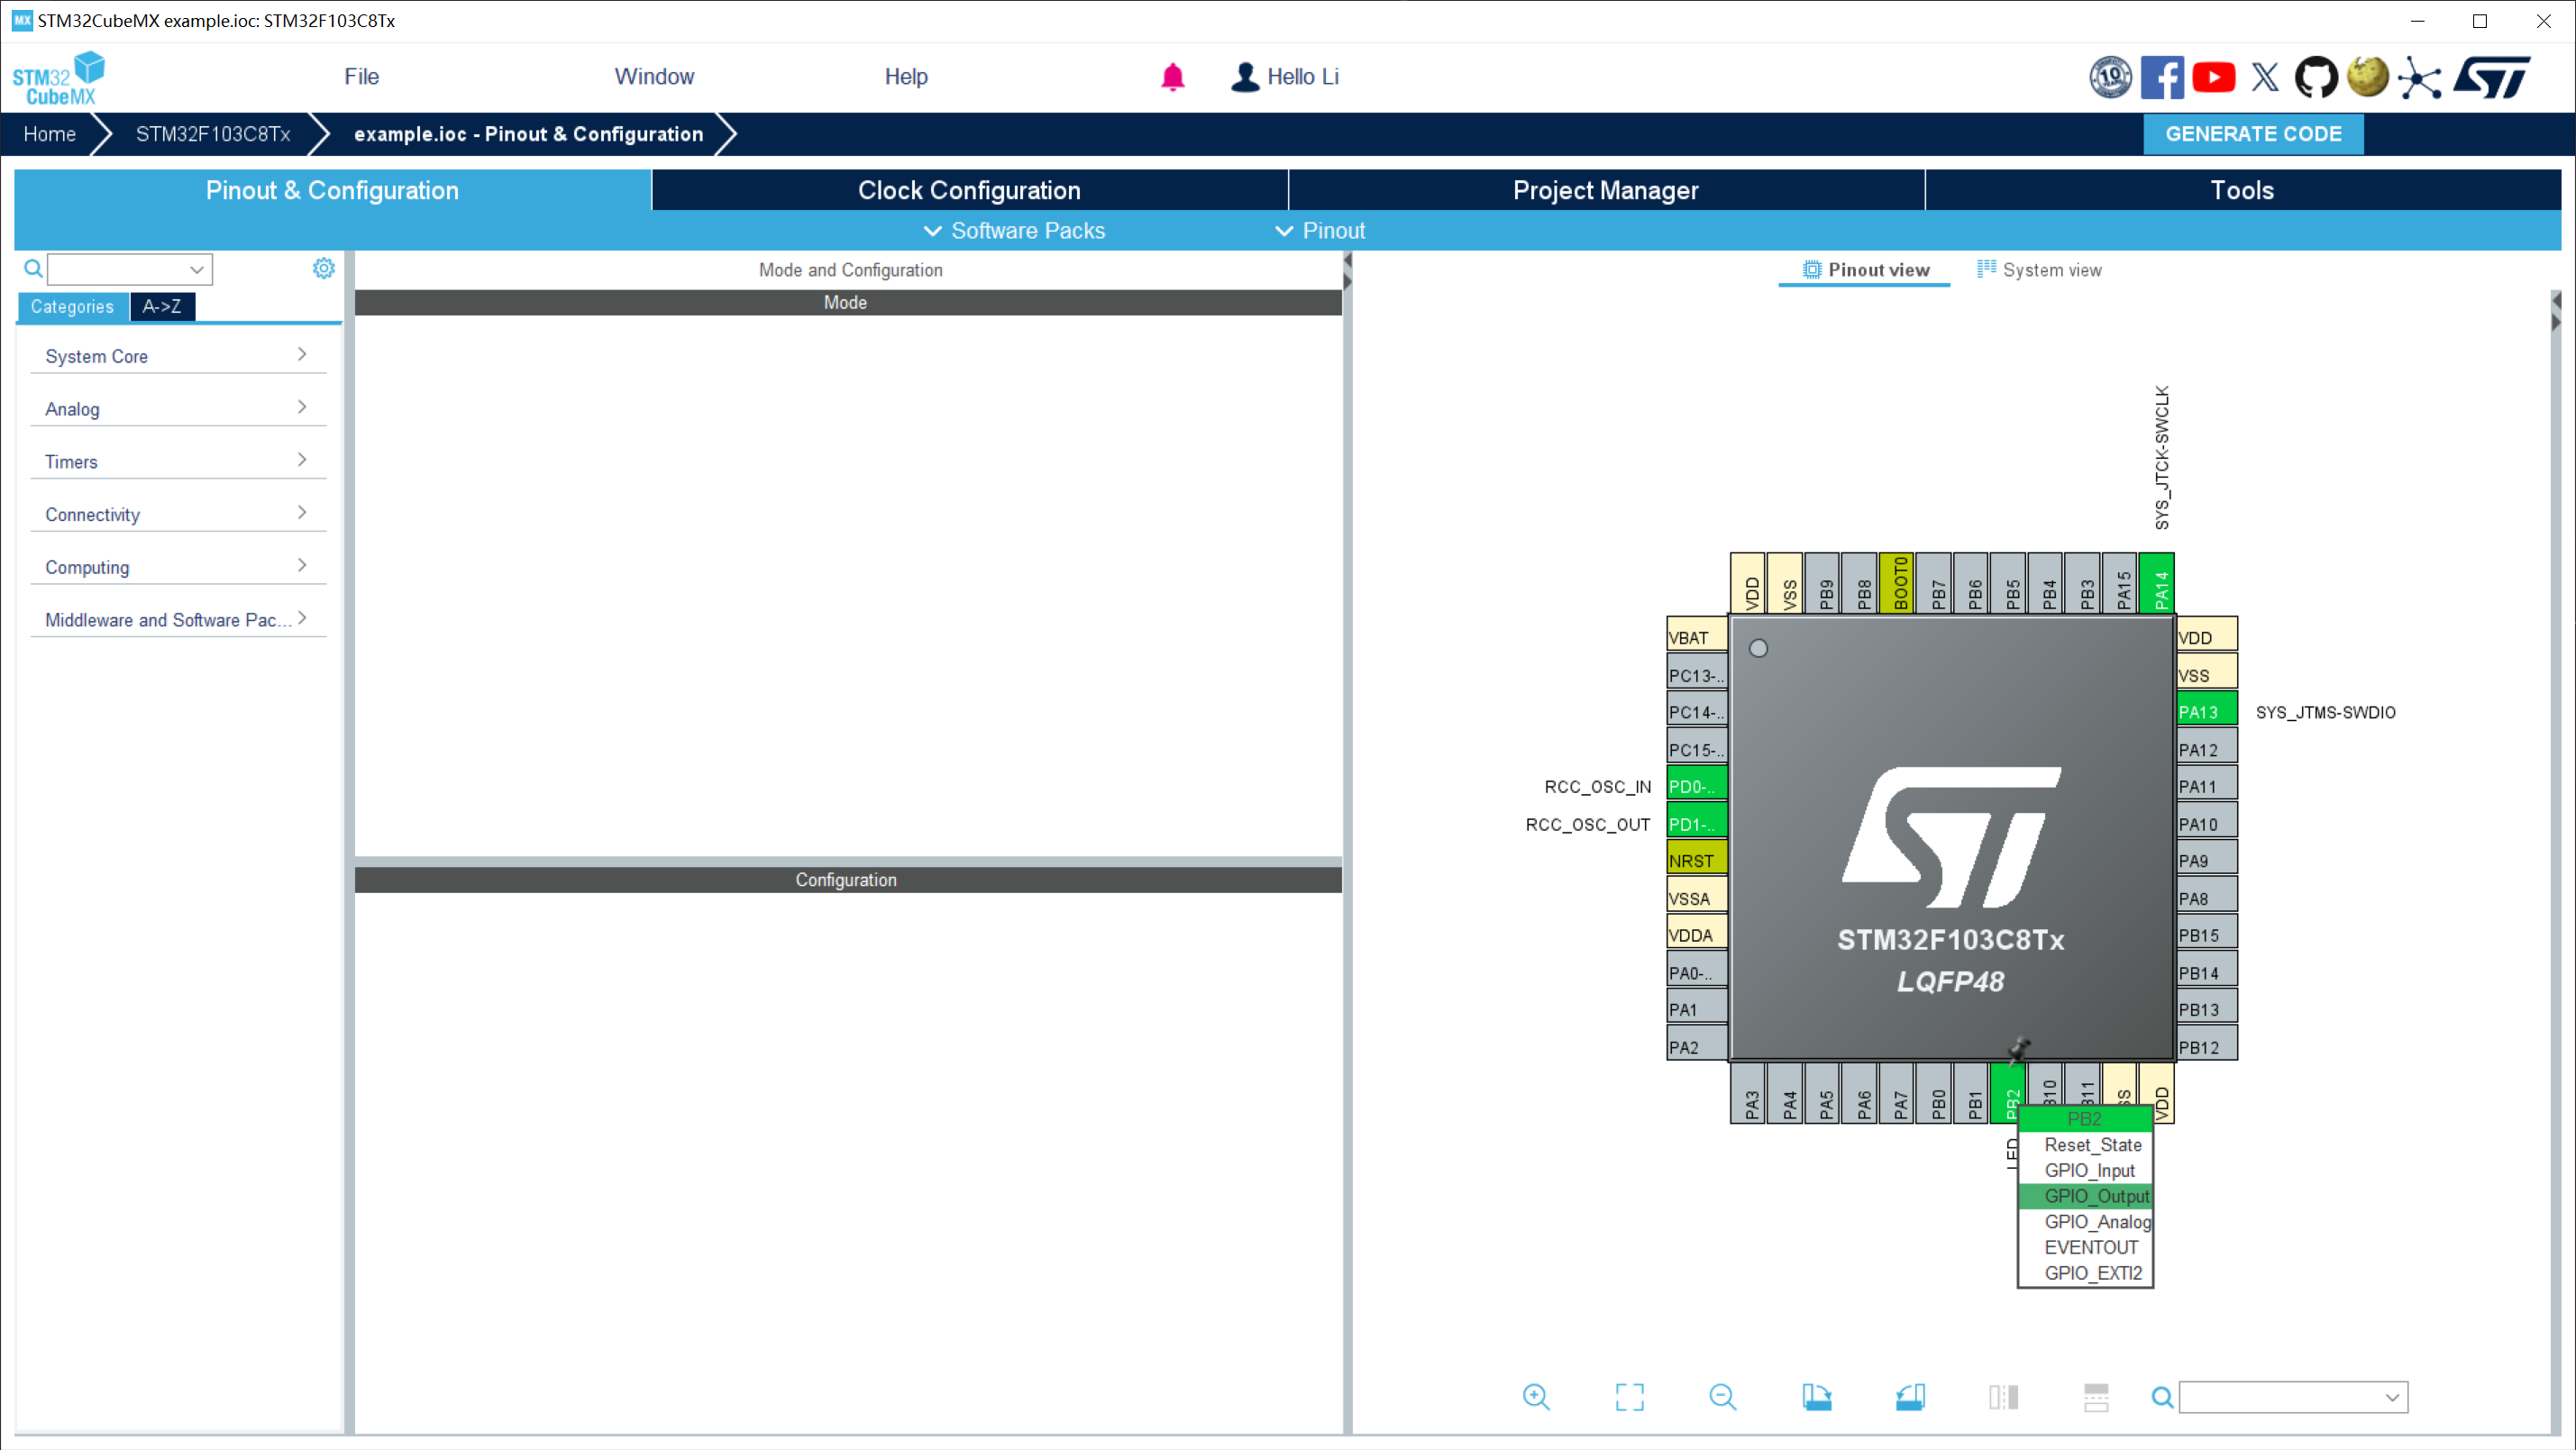 MX STM32CubeMX example.ioc: STM32F103C8Tx
STM32 CubeMX
File
Window
Help
Hello Li
10
Home
STM32F103C8Tx
example.ioc - Pinout & Configuration
GENERATE CODE
Pinout & Configuration
Clock Configuration
Project Manager
Tools
Software Packs
Pinout
Categories
A->Z
System Core
Analog
Timers
Connectivity
Computing
Middleware and Software Pac...
Mode and Configuration
Mode
Configuration
Pinout view
System view
SYS_JTCK-SWCLK
VDD
VSS
PB9
PB8
BOOT0
PB7
PB6
PB5
PB4
PB3
PA15
PA14
VBAT
PC13-..
PC14-..
PC15-..
RCC_OSC_IN PD0-..
RCC_OSC_OUT PD1-..
NRST
VSSA
VDDA
PA0-..
PA1
PA2
VDD
VSS
PA13 SYS_JTMS-SWDIO
PA12
PA11
PA10
PA9
PA8
PB15
PB14
PB13
PB12
STM32F103C8Tx
LQFP48
PA3
PA4
PA5
PA6
PA7
PB0
PB1
PB2
VDD
LED
PB2
Reset_State
GPIO_Input
GPIO_Output
GPIO_Analog
EVENTOUT
GPIO_EXTI2